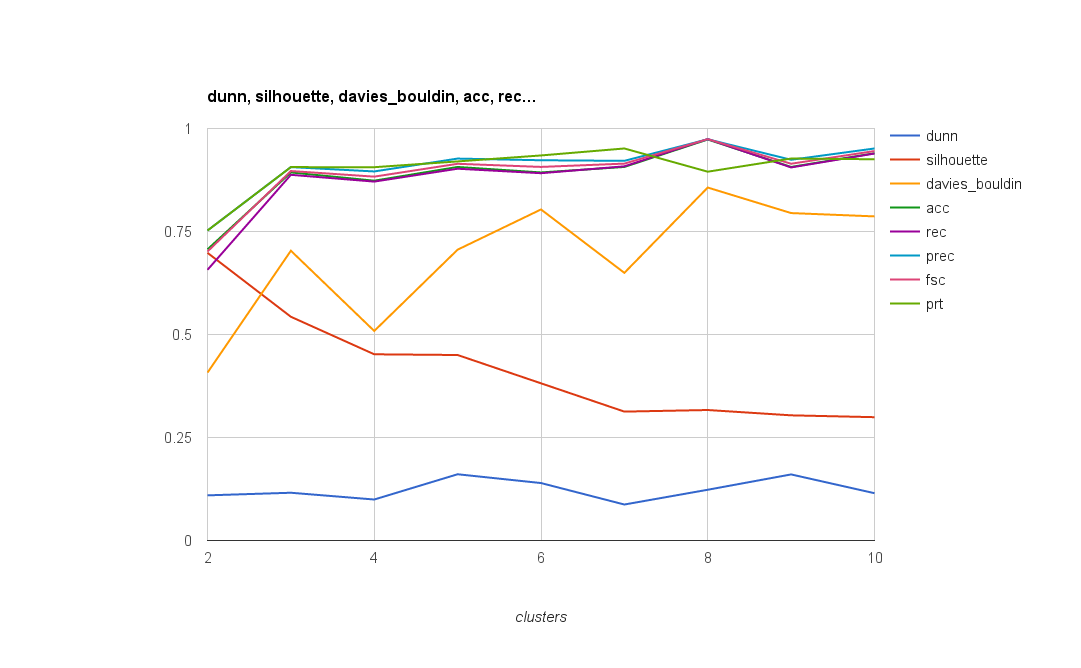 dunn, silhouette, davies_bouldin, acc, rec...
1
0.75
0.5
0.25
0
2 4 6 8 10
clusters
dunn
silhouette
davies_bouldin
acc
rec
prec
fsc
prt